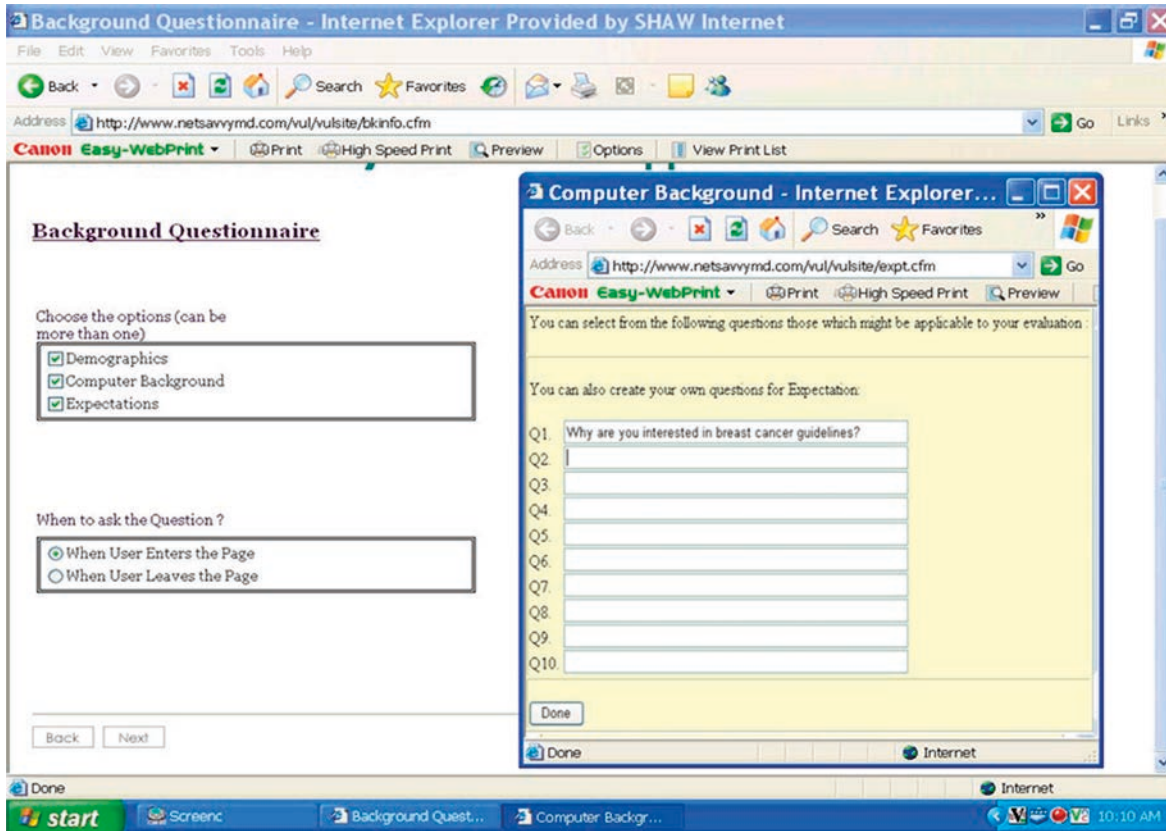 Background Questionnaire - Internet Explorer Provided by SHAW Internet
File Edit View Favorites Tools Help
Back Search Favorites
Address http://www.netsavvymd.com/vul/vulsite/bkinfo.cfm Go Links
Canon Easy-WebPrint Print High Speed Print Preview Options View Print List
Background Questionnaire
Choose the options (can be
more than one)
Demographics
Computer Background
Expectations
When to ask the Question ?
When User Enters the Page
When User Leaves the Page
Back Next
Computer Background - Internet Explorer...
Back Search Favorites »
Address http://www.netsavvymd.com/vul/vulsite/expt.cfm Go
Canon Easy-WebPrint Print High Speed Print Preview
You can select from the following questions those which might be applicable to your evaluation :
You can also create your own questions for Expectation:
Q1. Why are you interested in breast cancer guidelines?
Q2.
Q3.
Q4.
Q5.
Q6.
Q7.
Q8.
Q9.
Q10.
Done
Done Internet
Done Internet
start Screenc Background Quest... Computer Backgr... 10:10 AM